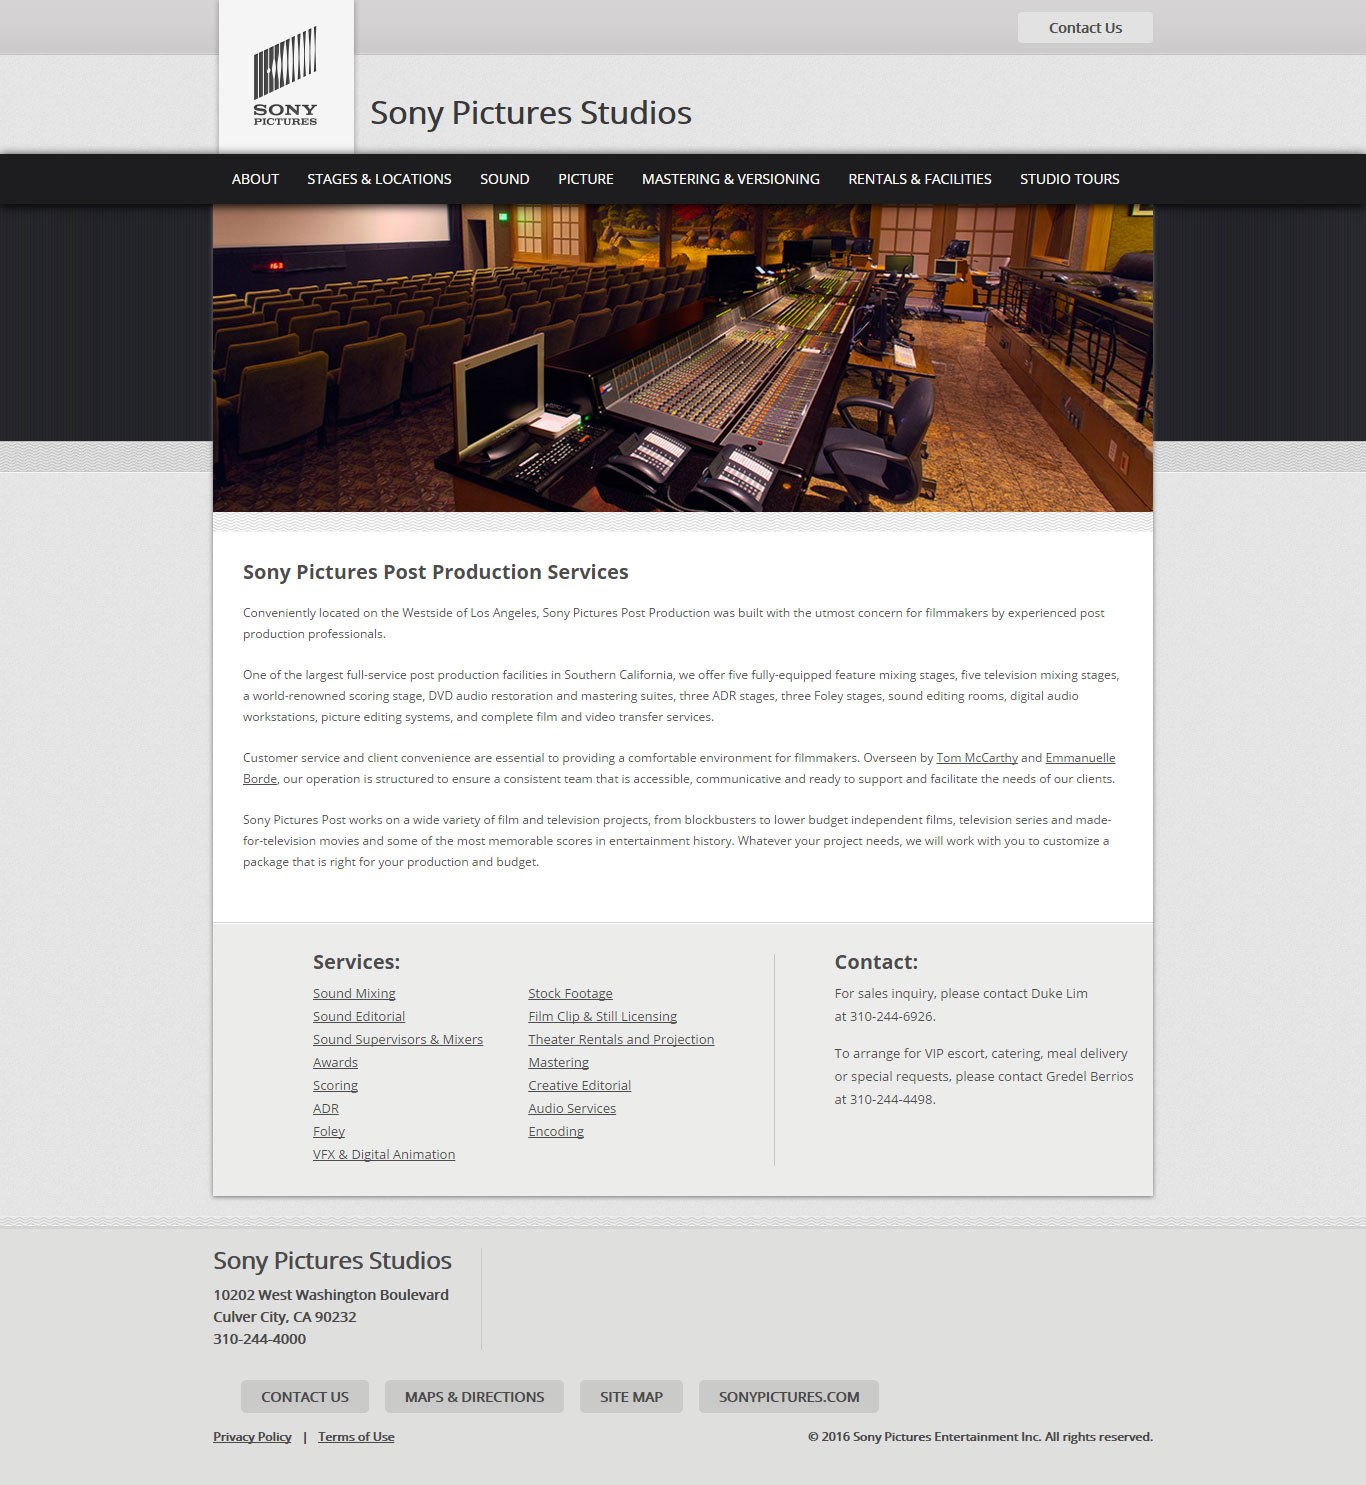 Contact Us
SONY
PICTURES
Sony Pictures Studios
ABOUT STAGES & LOCATIONS SOUND PICTURE MASTERING & VERSIONING RENTALS & FACILITIES STUDIO TOURS
163
Sony Pictures Post Production Services
Conveniently located on the Westside of Los Angeles, Sony Pictures Post Production was built with the utmost concern for filmmakers by experienced post
production professionals.
One of the largest full-service post production facilities in Southern California, we offer five fully-equipped feature mixing stages, five television mixing stages,
a world-renowned scoring stage, DVD audio restoration and mastering suites, three ADR stages, three Foley stages, sound editing rooms, digital audio
workstations, picture editing systems, and complete film and video transfer services.
Customer service and client convenience are essential to providing a comfortable environment for filmmakers. Overseen by Tom McCarthy and Emmanuelle
Borde, our operation is structured to ensure a consistent team that is accessible, communicative and ready to support and facilitate the needs of our clients.
Sony Pictures Post works on a wide variety of film and television projects, from blockbusters to lower budget independent films, television series and made-
for-television movies and some of the most memorable scores in entertainment history. Whatever your project needs, we will work with you to customize a
package that is right for your production and budget.
Services:
Sound Mixing
Sound Editorial
Sound Supervisors & Mixers
Awards
Scoring
ADR
Foley
VFX & Digital Animation
Stock Footage
Film Clip & Still Licensing
Theater Rentals and Projection
Mastering
Creative Editorial
Audio Services
Encoding
Contact:
For sales inquiry, please contact Duke Lim
at 310-244-6926.
To arrange for VIP escort, catering, meal delivery
or special requests, please contact Gredel Berrios
at 310-244-4498.
Sony Pictures Studios
10202 West Washington Boulevard
Culver City, CA 90232
310-244-4000
CONTACT US MAPS & DIRECTIONS SITE MAP SONYPICTURES.COM
Privacy Policy | Terms of Use
© 2016 Sony Pictures Entertainment Inc. All rights reserved.